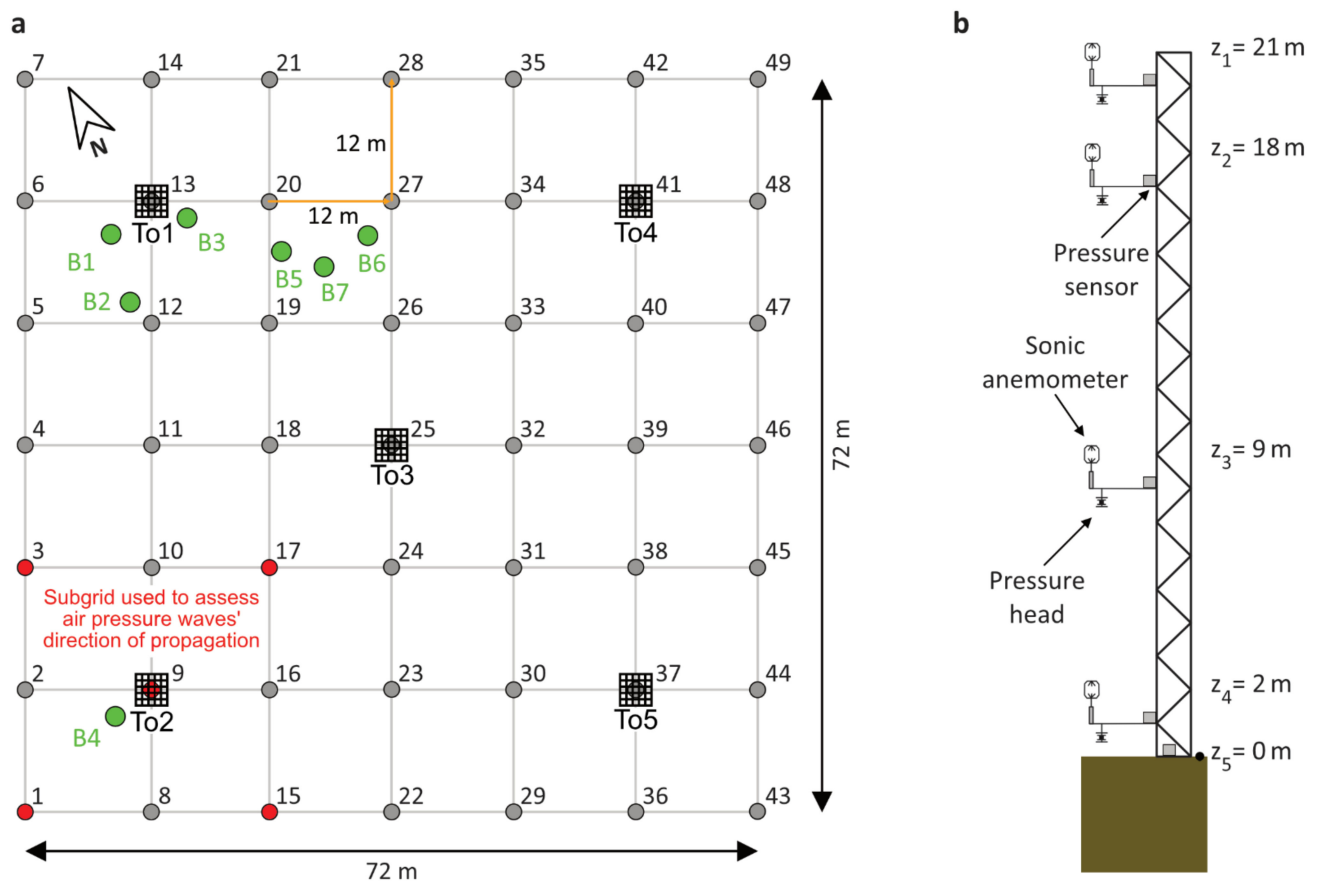 a
7 14 21 28 35 42 49
N
12 m
6 13 20 27 34 41 48
To1 12 m To4
B1 B3 B5 B7 B6
B2
5 12 19 26 33 40 47
4 11 18 25 32 39 46
To3
72 m
3 10 17 24 31 38 45
Subgrid used to assess
air pressure waves'
direction of propagation
2 9 16 23 30 37 44
To2 To5
B4
1 8 15 22 29 36 43
72 m
b
z1= 21 m
z2= 18 m
Pressure
sensor
Sonic
anemometer
z3= 9 m
Pressure
head
z4= 2 m
z5= 0 m